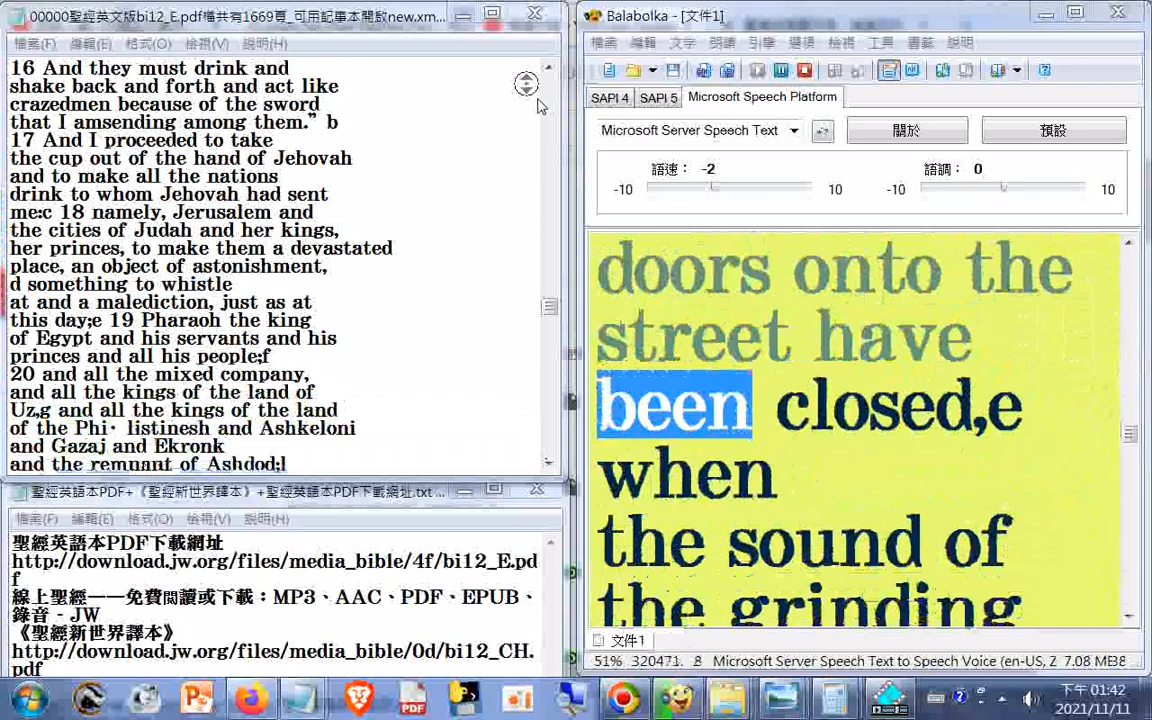 00000聖經英文版bi12_E.pdf檔共有1669頁_可用記事本開啟new.xm...
檔案(F) 編輯(E) 格式(O) 檢視(V) 說明(H)
16 And they must drink and
shake back and forth and act like
crazedmen because of the sword
that I amsending among them.” b
17 And I proceeded to take
the cup out of the hand of Jehovah
and to make all the nations
drink to whom Jehovah had sent
me:c 18 namely, Jerusalem and
the cities of Judah and her kings,
her princes, to make them a devastated
place, an object of astonishment,
d something to whistle
at and a malediction, just as at
this day;e 19 Pharaoh the king
of Egypt and his servants and his
princes and all his people;f
20 and all the mixed company,
and all the kings of the land of
Uz,g and all the kings of the land
of the Phi· listinesh and Ashkeloni
and Gazaj and Ekronk
and the remnant of Ashdod;l
聖經英語本PDF+《聖經新世界譯本》+聖經英語本PDF下載網址.txt ...
檔案(F) 編輯(E) 格式(O) 檢視(V) 說明(H)
聖經英語本PDF下載網址
http://download.jw.org/files/media_bible/4f/bi12_E.pd
f
線上聖經——免費閱讀或下載：MP3、AAC、PDF、EPUB、
錄音 - JW
《聖經新世界譯本》
http://download.jw.org/files/media_bible/0d/bi12_CH.
pdf
Balabolka - [文件1]
檔案 編輯 文字 朗讀 引擎 選項 檢視 工具 書籤 說明
SAPI 4 SAPI 5 Microsoft Speech Platform
Microsoft Server Speech Text 關於 預設
語速： -2 語調： 0
-10 10 -10 10
doors onto the
street have
been closed,e
when
the sound of
the grinding
文件1
51% 320471. 8 Microsoft Server Speech Text to Speech Voice (en-US, Z 7.08 MB
下午 01:42
2021/11/11